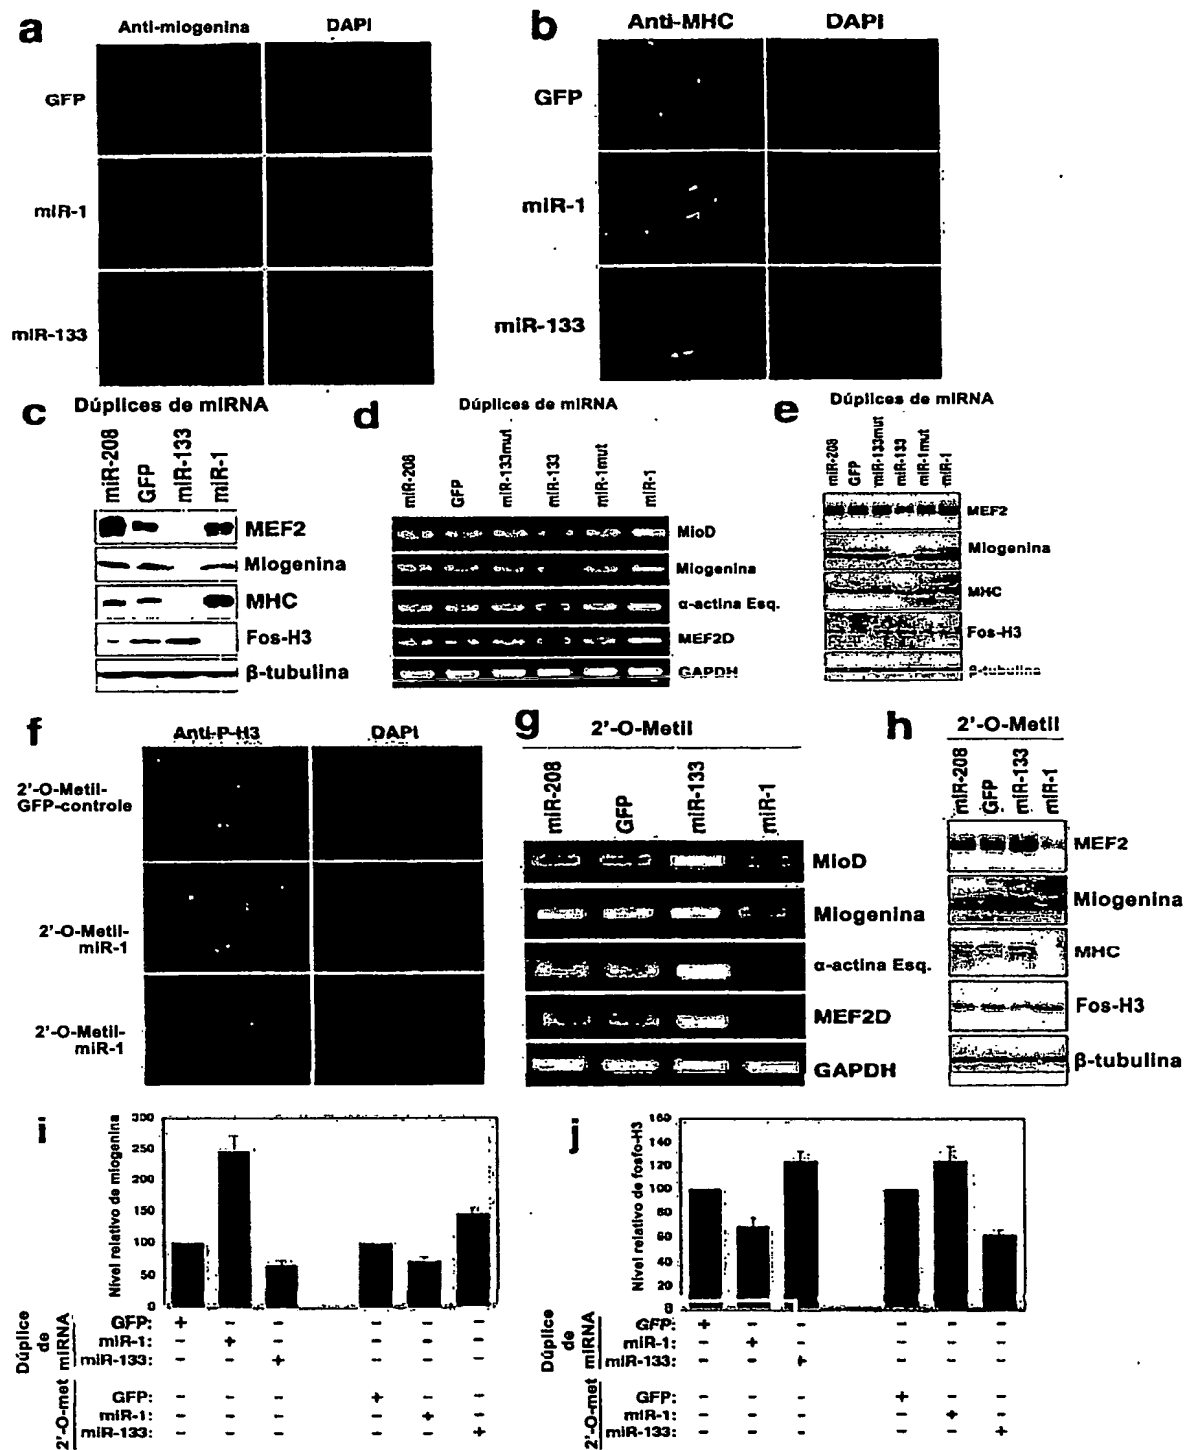 a
Anti-miogenina
DAPI
GFP
miR-1
miR-133
b
Anti-MHC
DAPI
GFP
miR-1
miR-133
c
Dúplices de miRNA
miR-208
GFP
miR-133
miR-1
MEF2
Miogenina
MHC
Fos-H3
β-tubulina
d
Dúplices de miRNA
miR-208
GFP
miR-133mut
miR-133
miR-1mut
miR-1
MioD
Miogenina
α-actina Esq.
MEF2D
GAPDH
e
Dúplices de miRNA
miR-208
GFP
miR-133mut
miR-133
miR-1mut
miR-1
MEF2
Miogenina
MHC
Fos-H3
β-tubulina
f
Anti-P-H3
DAPI
2'-O-Metil-
GFP-controle
2'-O-Metil-
miR-1
2'-O-Metil-
miR-1
g
2'-O-Metil
miR-208
GFP
miR-133
miR-1
MioD
Miogenina
α-actina Esq.
MEF2D
GAPDH
h
2'-O-Metil
miR-208
GFP
miR-133
miR-1
MEF2
Miogenina
MHC
Fos-H3
β-tubulina
i
Nível relativo de miogenina
300
250
200
150
100
50
0
Dúplice
de
miRNA
GFP: + - - - - -
miR-1: - + - - - -
miR-133: - - + - - -
2'-O-met
GFP: - - - + - -
miR-1: - - - - + -
miR-133: - - - - - +
j
Nível relativo de fosfo-H3
160
140
120
100
80
60
40
20
0
Dúplice
de
miRNA
GFP: + - - - - -
miR-1: - + - - - -
miR-133: - - + - - -
2'-O-met
GFP: - - - + - -
miR-1: - - - - + -
miR-133: - - - - - +